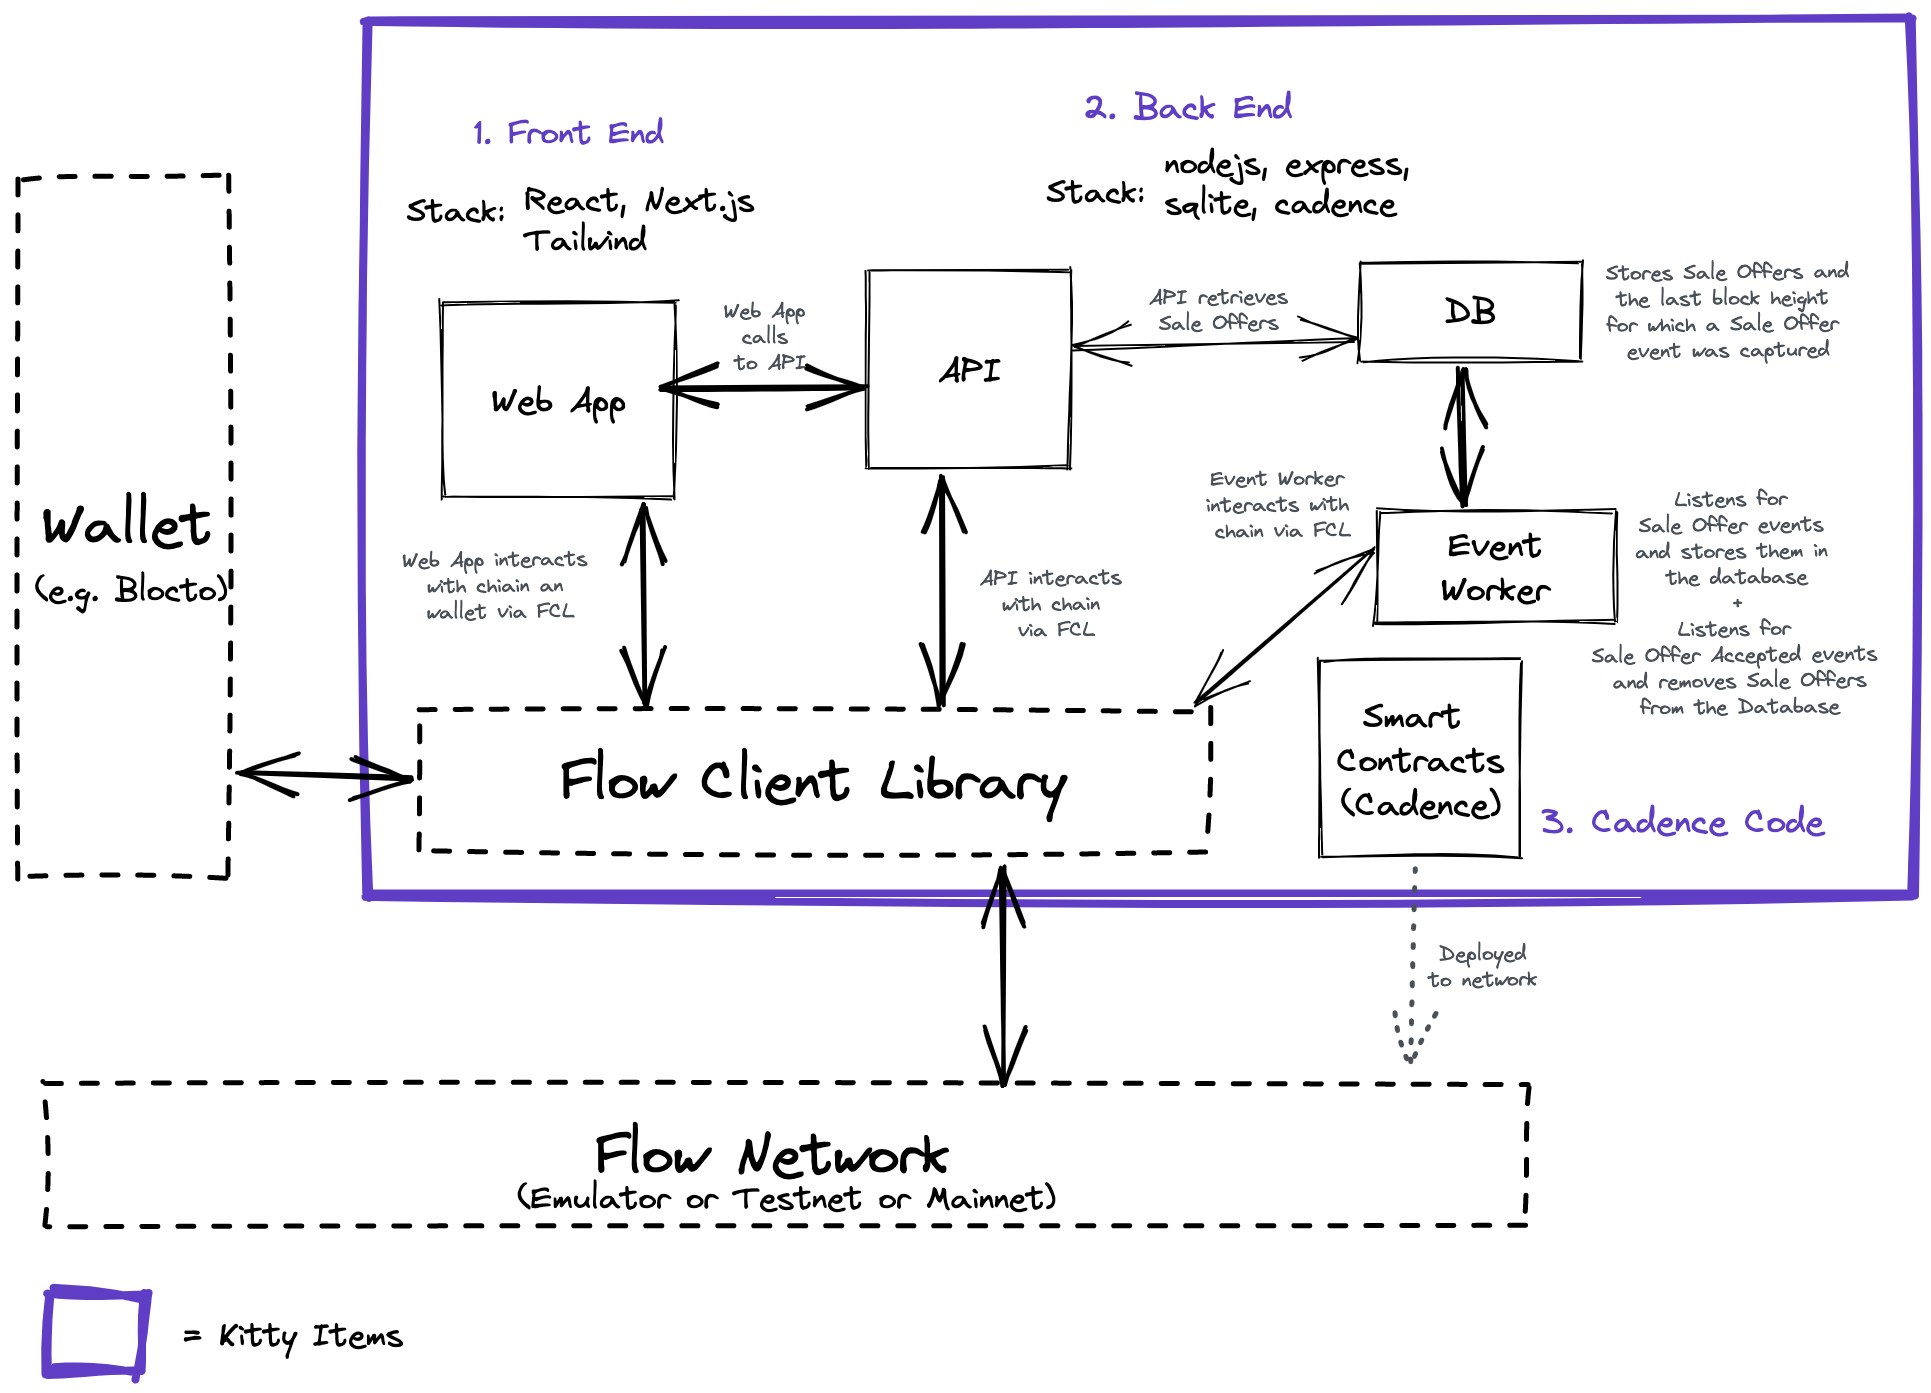 1. Front End
Stack:
React, Next.js
Tailwind
2. Back End
Stack:
nodejs, express,
sqlite, cadence
Wallet
(e.g. Blocto)
Web App
Web App
calls
to API
API
API retrieves
Sale Offers
DB
Stores Sale Offers and
the last block height
for which a Sale Offer
event was captured
Web App interacts
with chiain an
wallet via FCL
API interacts
with chain
via FCL
Event Worker
interacts with
chain via FCL
Event
Worker
Listens for
Sale Offer events
and stores them in
the database
+
Listens for
Sale Offer Accepted events
and removes Sale Offers
from the Database
Flow Client Library
Smart
Contracts
(Cadence)
3. Cadence Code
Deployed
to network
Flow Network
(Emulator or Testnet or Mainnet)
= Kitty Items